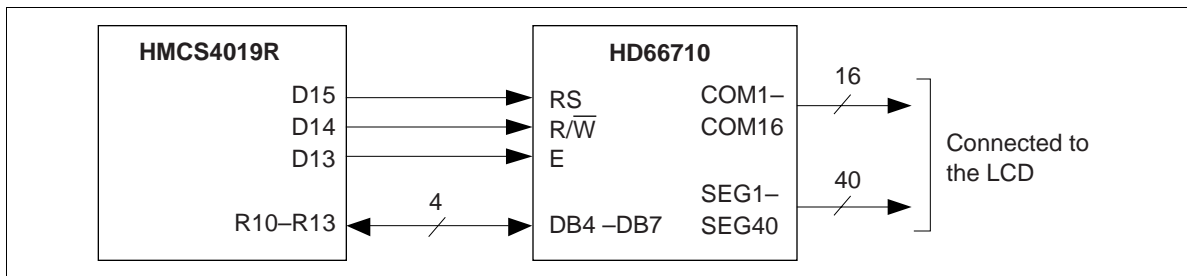 HMCS4019R
D15
D14
D13
R10–R13
4
HD66710
RS
R/W̅
E
DB4 –DB7
COM1–
COM16
SEG1–
SEG40
16
40
Connected to
the LCD